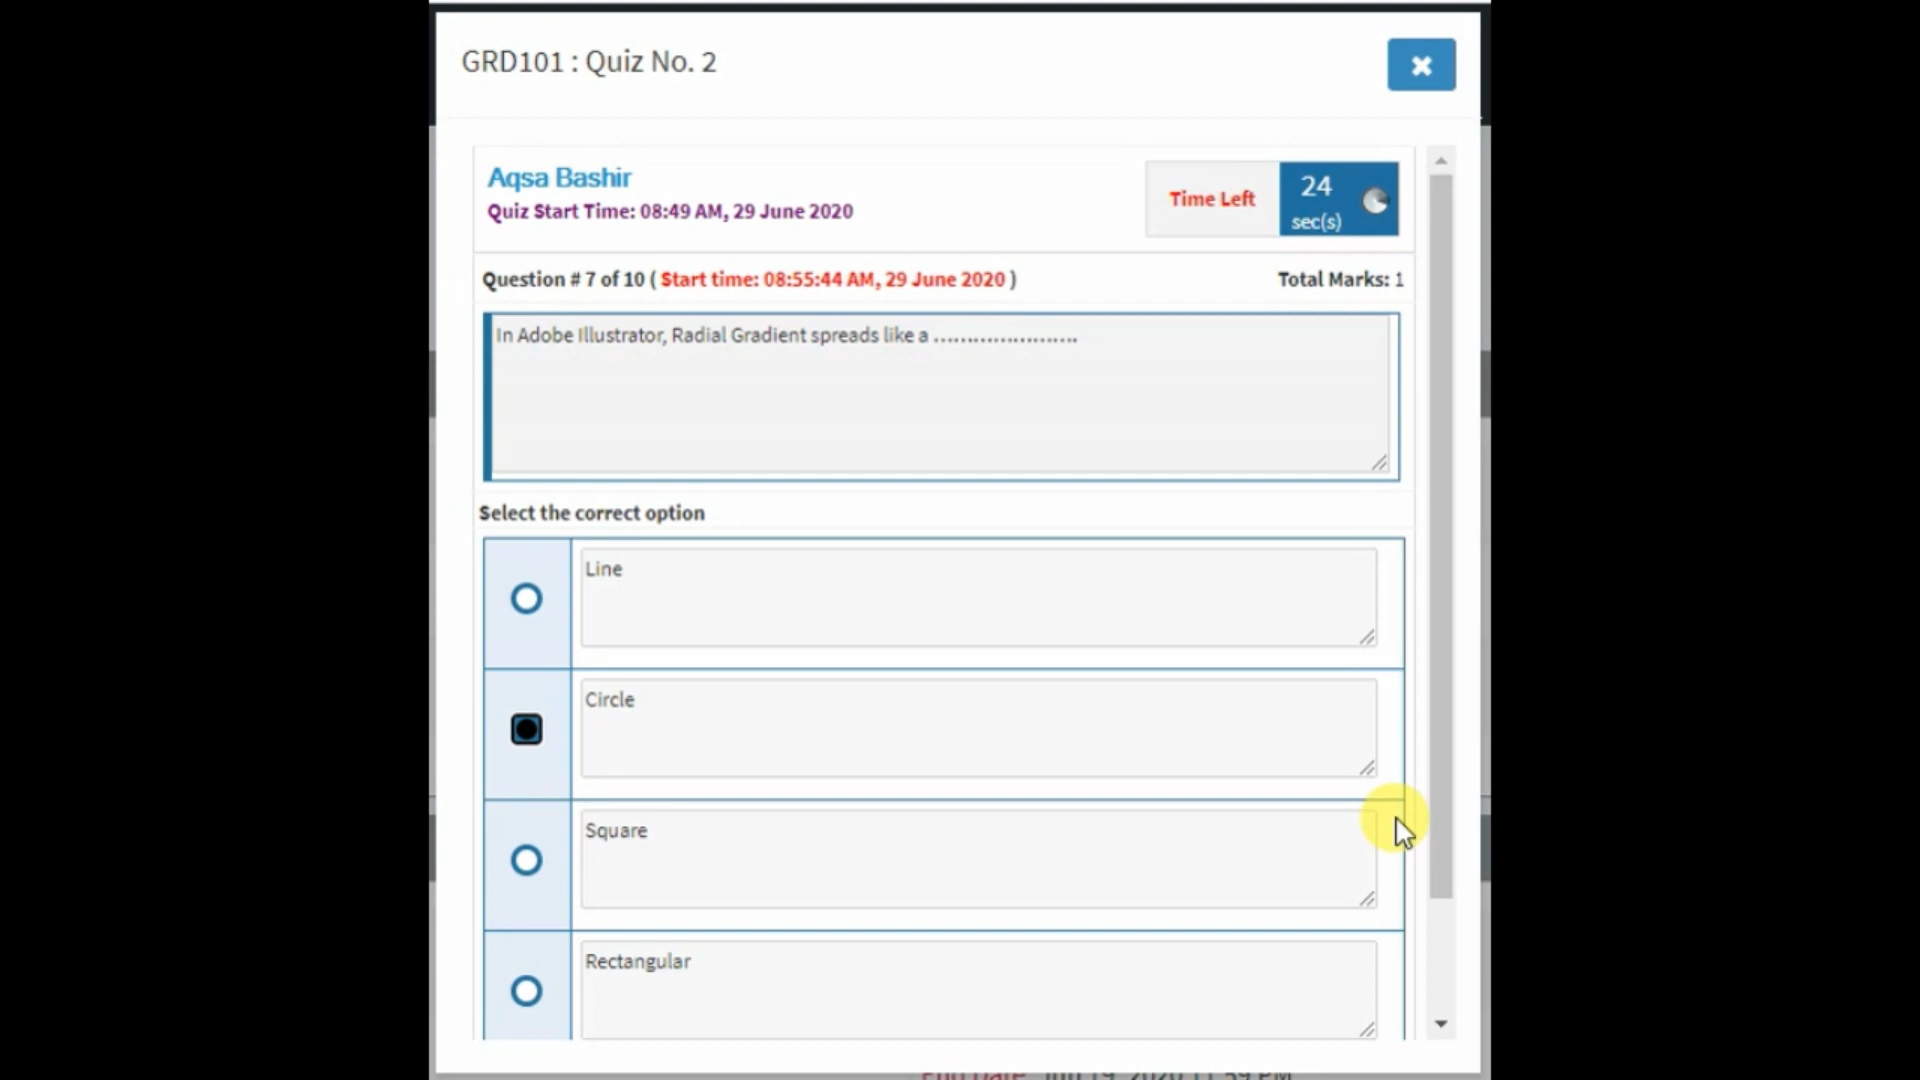 GRD101 : Quiz No. 2
Aqsa Bashir
Quiz Start Time: 08:49 AM, 29 June 2020
Time Left
24
sec(s)
Question # 7 of 10 ( Start time: 08:55:44 AM, 29 June 2020 )
Total Marks: 1
In Adobe Illustrator, Radial Gradient spreads like a ......................
Select the correct option
Line
Circle
Square
Rectangular
End Date